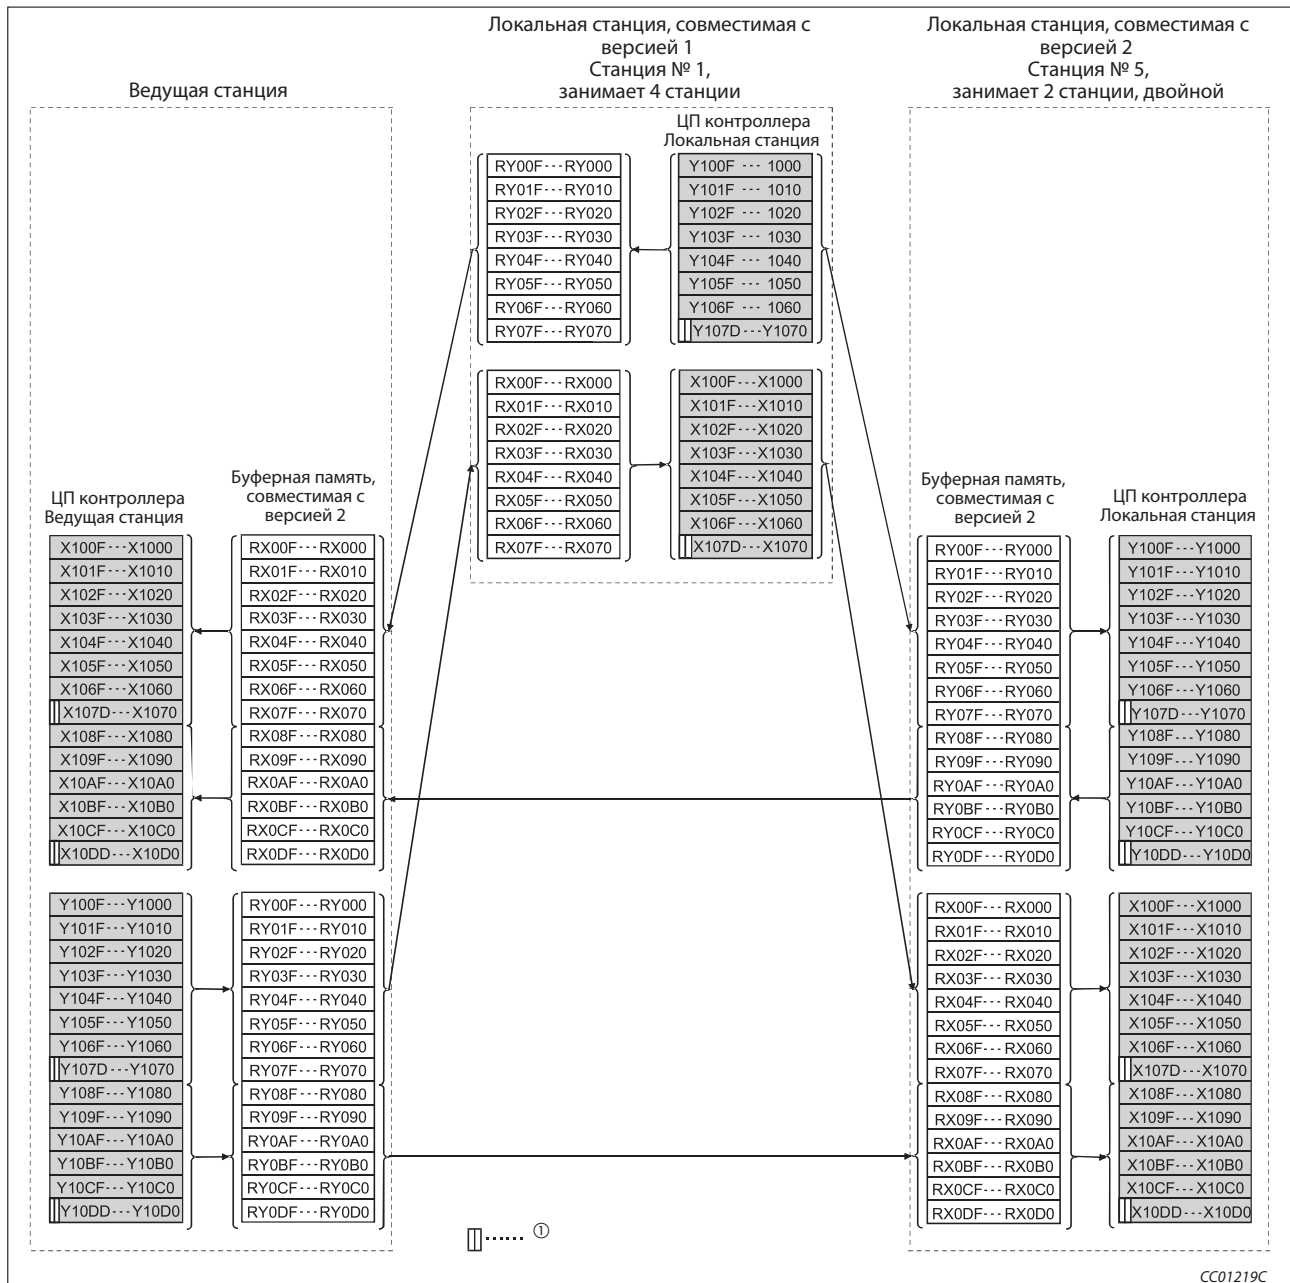 Локальная станция, совместимая с
версией 1
Станция № 1,
занимает 4 станции
Локальная станция, совместимая с
версией 2
Станция № 5,
занимает 2 станции, двойной
Ведущая станция
ЦП контроллера
Локальная станция
RY00F---RY000
RY01F---RY010
RY02F---RY020
RY03F---RY030
RY04F---RY040
RY05F---RY050
RY06F---RY060
RY07F---RY070
Y100F --- 1000
Y101F --- 1010
Y102F --- 1020
Y103F --- 1030
Y104F --- 1040
Y105F --- 1050
Y106F --- 1060
Y107D---Y1070
RX00F---RX000
RX01F---RX010
RX02F---RX020
RX03F---RX030
RX04F---RX040
RX05F---RX050
RX06F---RX060
RX07F---RX070
X100F---X1000
X101F---X1010
X102F---X1020
X103F---X1030
X104F---X1040
X105F---X1050
X106F---X1060
X107D---X1070
ЦП контроллера
Ведущая станция
Буферная память,
совместимая с
версией 2
X100F---X1000
X101F---X1010
X102F---X1020
X103F---X1030
X104F---X1040
X105F---X1050
X106F---X1060
X107D---X1070
X108F---X1080
X109F---X1090
X10AF---X10A0
X10BF---X10B0
X10CF---X10C0
X10DD---X10D0
RX00F---RX000
RX01F---RX010
RX02F---RX020
RX03F---RX030
RX04F---RX040
RX05F---RX050
RX06F---RX060
RX07F---RX070
RX08F---RX080
RX09F---RX090
RX0AF---RX0A0
RX0BF---RX0B0
RX0CF---RX0C0
RX0DF---RX0D0
Y100F---Y1000
Y101F---Y1010
Y102F---Y1020
Y103F---Y1030
Y104F---Y1040
Y105F---Y1050
Y106F---Y1060
Y107D---Y1070
Y108F---Y1080
Y109F---Y1090
Y10AF---Y10A0
Y10BF---Y10B0
Y10CF---Y10C0
Y10DD---Y10D0
RY00F---RY000
RY01F---RY010
RY02F---RY020
RY03F---RY030
RY04F---RY040
RY05F---RY050
RY06F---RY060
RY07F---RY070
RY08F---RY080
RY09F---RY090
RY0AF---RY0A0
RY0BF---RY0B0
RY0CF---RY0C0
RY0DF---RY0D0
Буферная память,
совместимая с
версией 2
ЦП контроллера
Локальная станция
RY00F---RY000
RY01F---RY010
RY02F---RY020
RY03F---RY030
RY04F---RY040
RY05F---RY050
RY06F---RY060
RY07F---RY070
RY08F---RY080
RY09F---RY090
RY0AF---RY0A0
RY0BF---RY0B0
RY0CF---RY0C0
RY0DF---RY0D0
Y100F---Y1000
Y101F---Y1010
Y102F---Y1020
Y103F---Y1030
Y104F---Y1040
Y105F---Y1050
Y106F---Y1060
Y107D---Y1070
Y108F---Y1080
Y109F---Y1090
Y10AF---Y10A0
Y10BF---Y10B0
Y10CF---Y10C0
Y10DD---Y10D0
RX00F---RX000
RX01F---RX010
RX02F---RX020
RX03F---RX030
RX04F---RX040
RX05F---RX050
RX06F---RX060
RX07F---RX070
RX08F---RX080
RX09F---RX090
RX0AF---RX0A0
RX0BF---RX0B0
RX0CF---RX0C0
RX0DF---RX0D0
X100F---X1000
X101F---X1010
X102F---X1020
X103F---X1030
X104F---X1040
X105F---X1050
X106F---X1060
X107D---X1070
X108F---X1080
X109F---X1090
X10AF---X10A0
X10BF---X10B0
X10CF---X10C0
X10DD---X10D0
...... ①
CC01219C